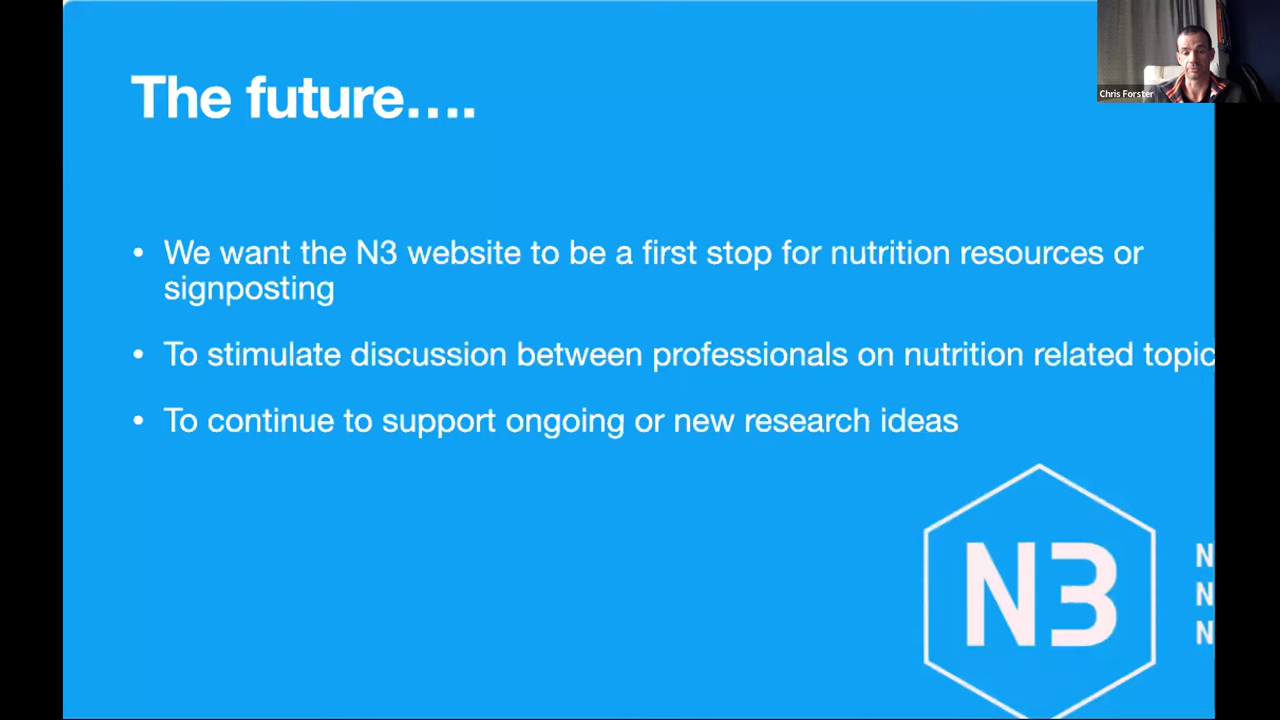 The future....
Chris Forster
• We want the N3 website to be a first stop for nutrition resources or
signposting
• To stimulate discussion between professionals on nutrition related topic
• To continue to support ongoing or new research ideas
N3
N
N
N